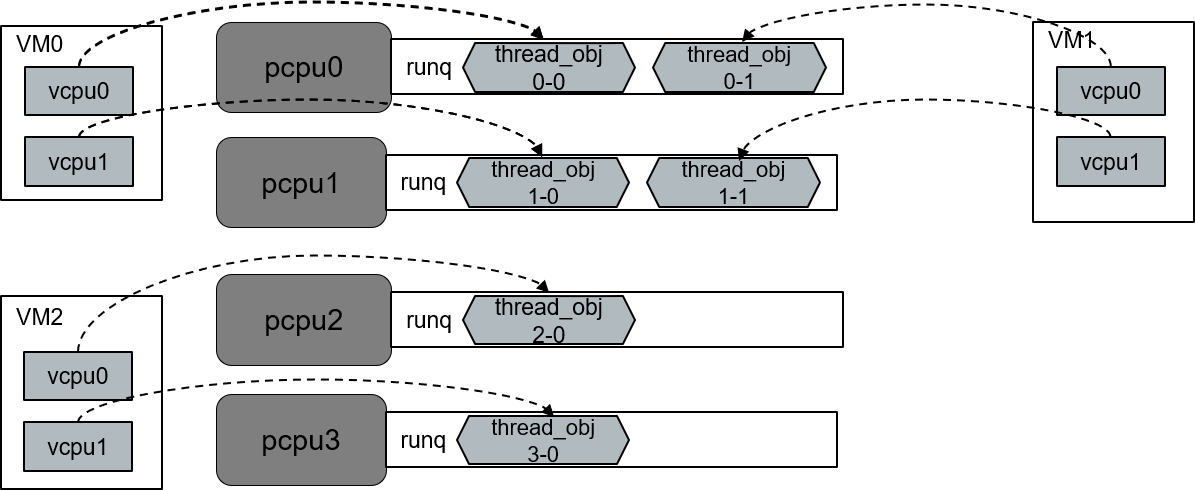 VM0
vcpu0
vcpu1
pcpu0
runq
thread_obj
0-0
thread_obj
0-1
pcpu1
runq
thread_obj
1-0
thread_obj
1-1
VM1
vcpu0
vcpu1
VM2
vcpu0
vcpu1
pcpu2
runq
thread_obj
2-0
pcpu3
runq
thread_obj
3-0